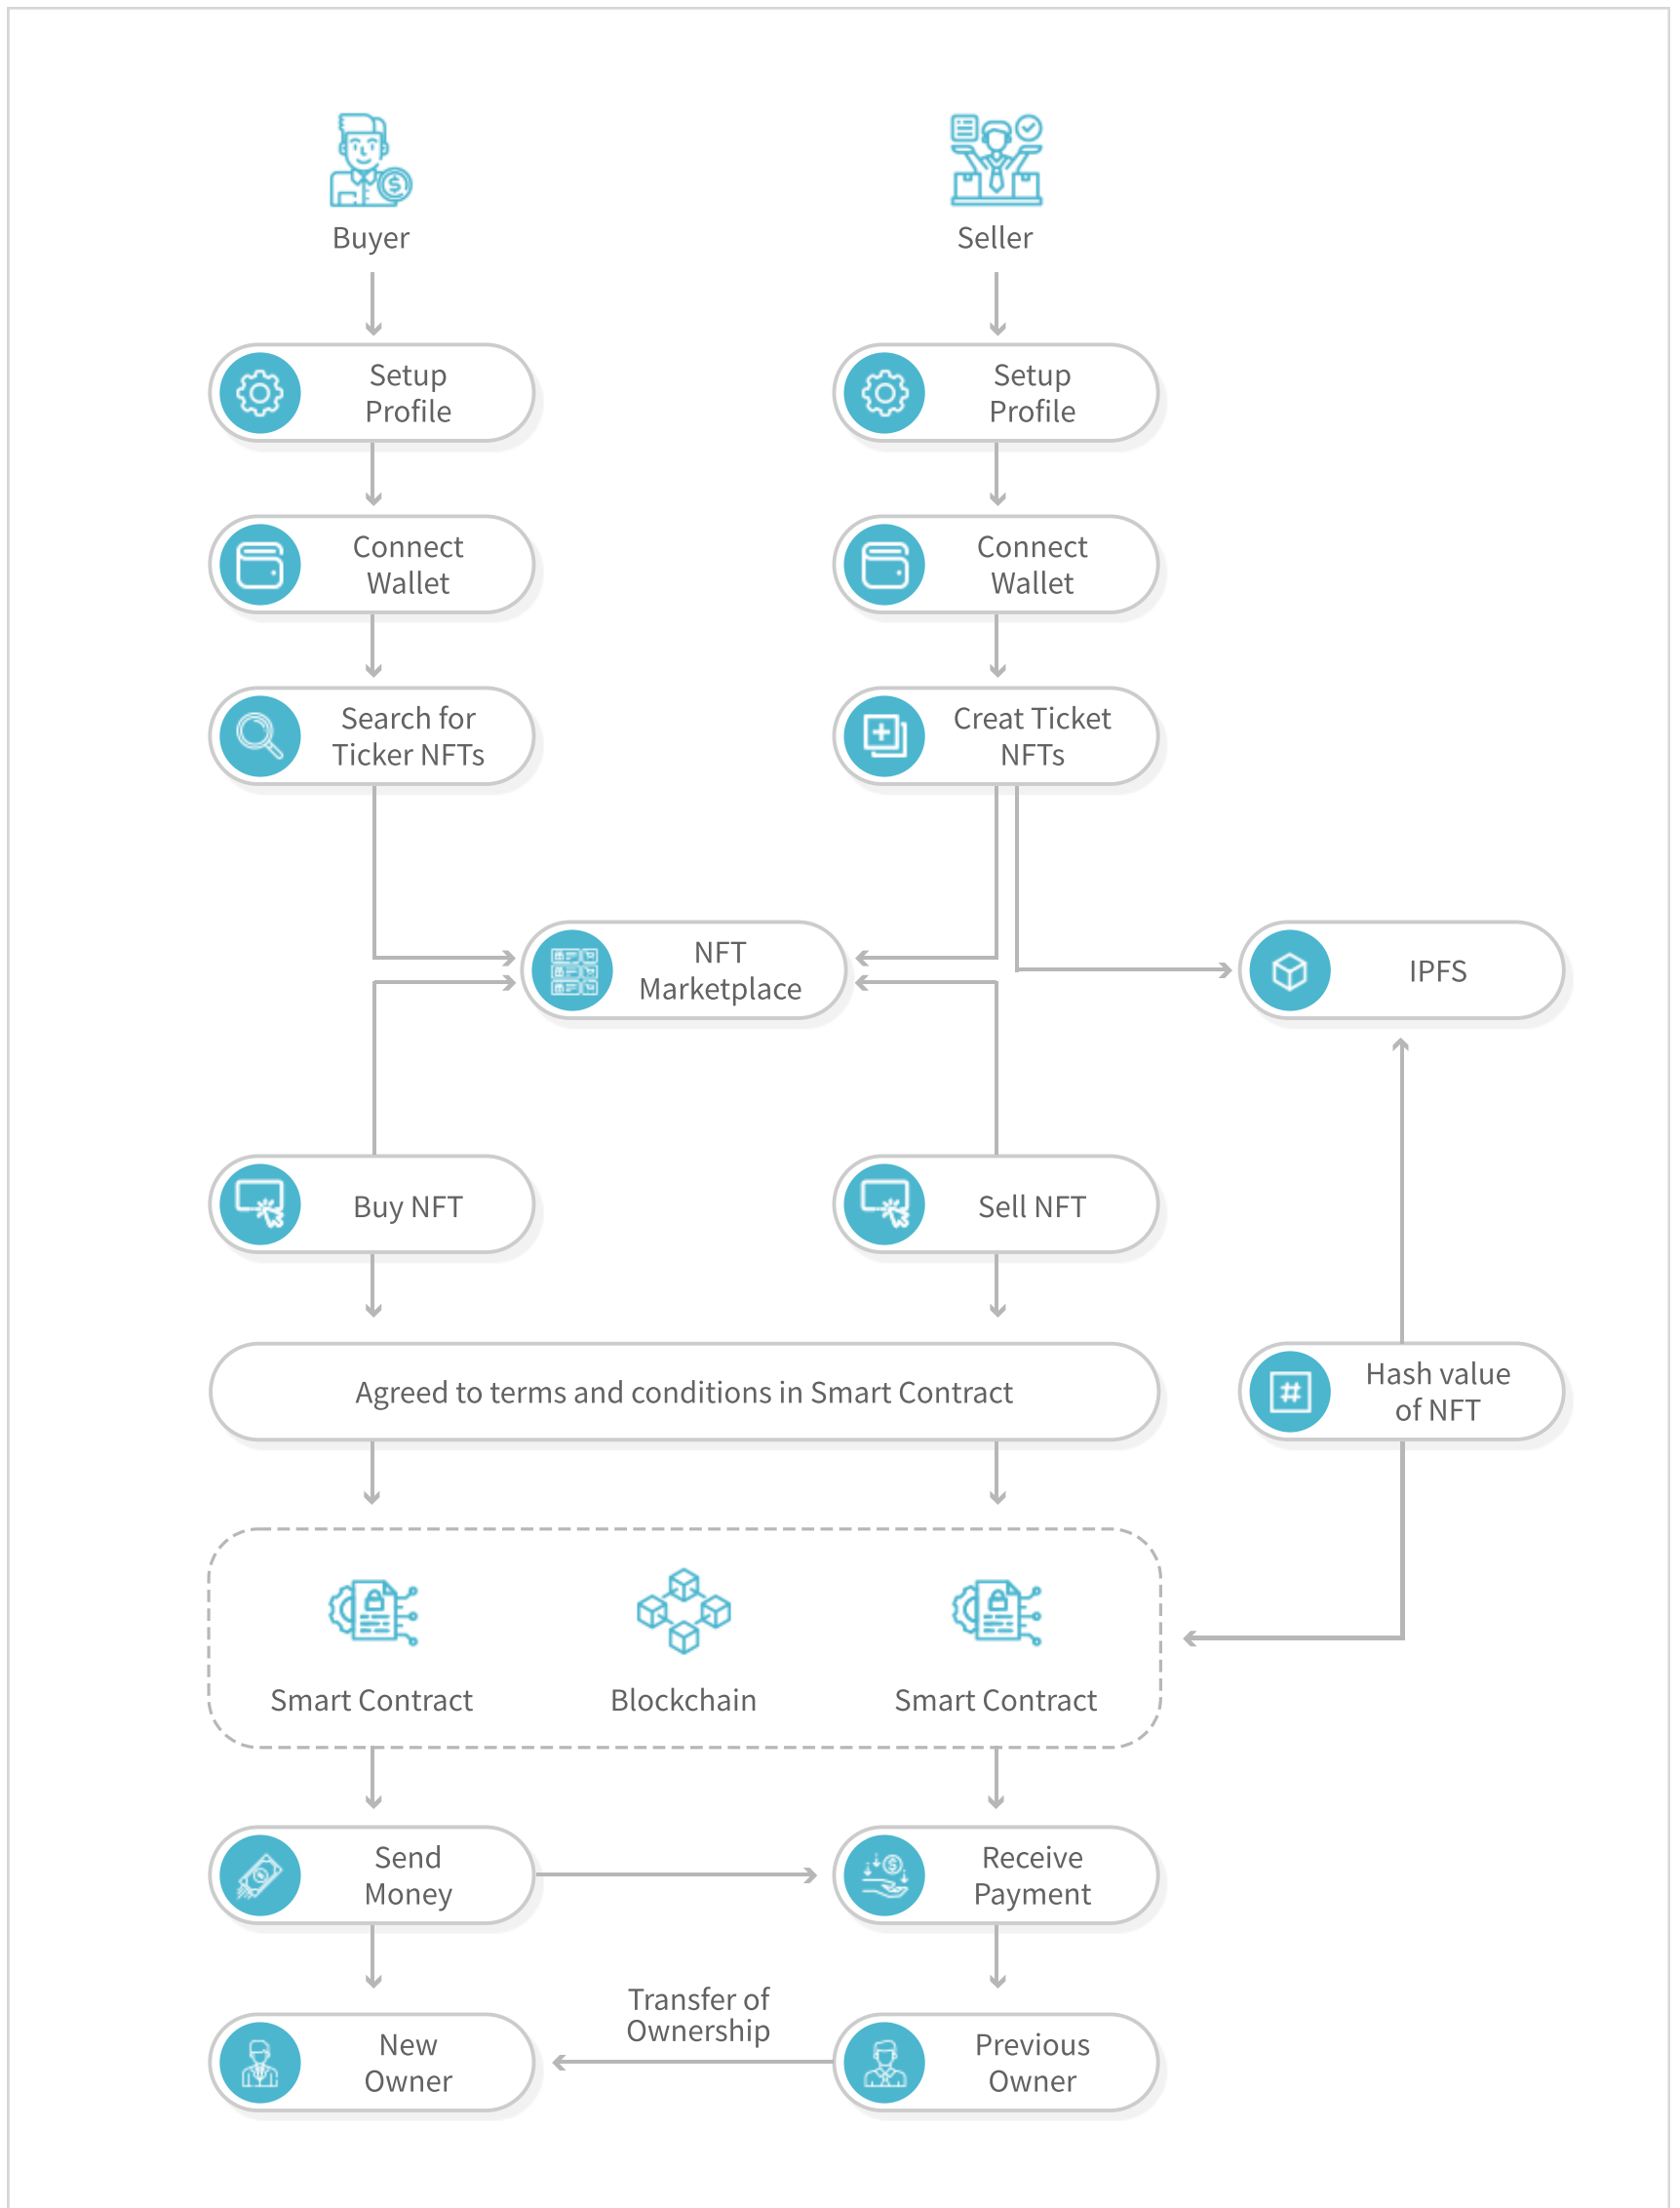 Buyer
Seller
Setup
Profile
Setup
Profile
Connect
Wallet
Connect
Wallet
Search for
Ticker NFTs
Creat Ticket
NFTs
NFT
Marketplace
IPFS
Buy NFT
Sell NFT
Agreed to terms and conditions in Smart Contract
Hash value
of NFT
Smart Contract
Blockchain
Smart Contract
Send
Money
Receive
Payment
Transfer of
Ownership
New
Owner
Previous
Owner